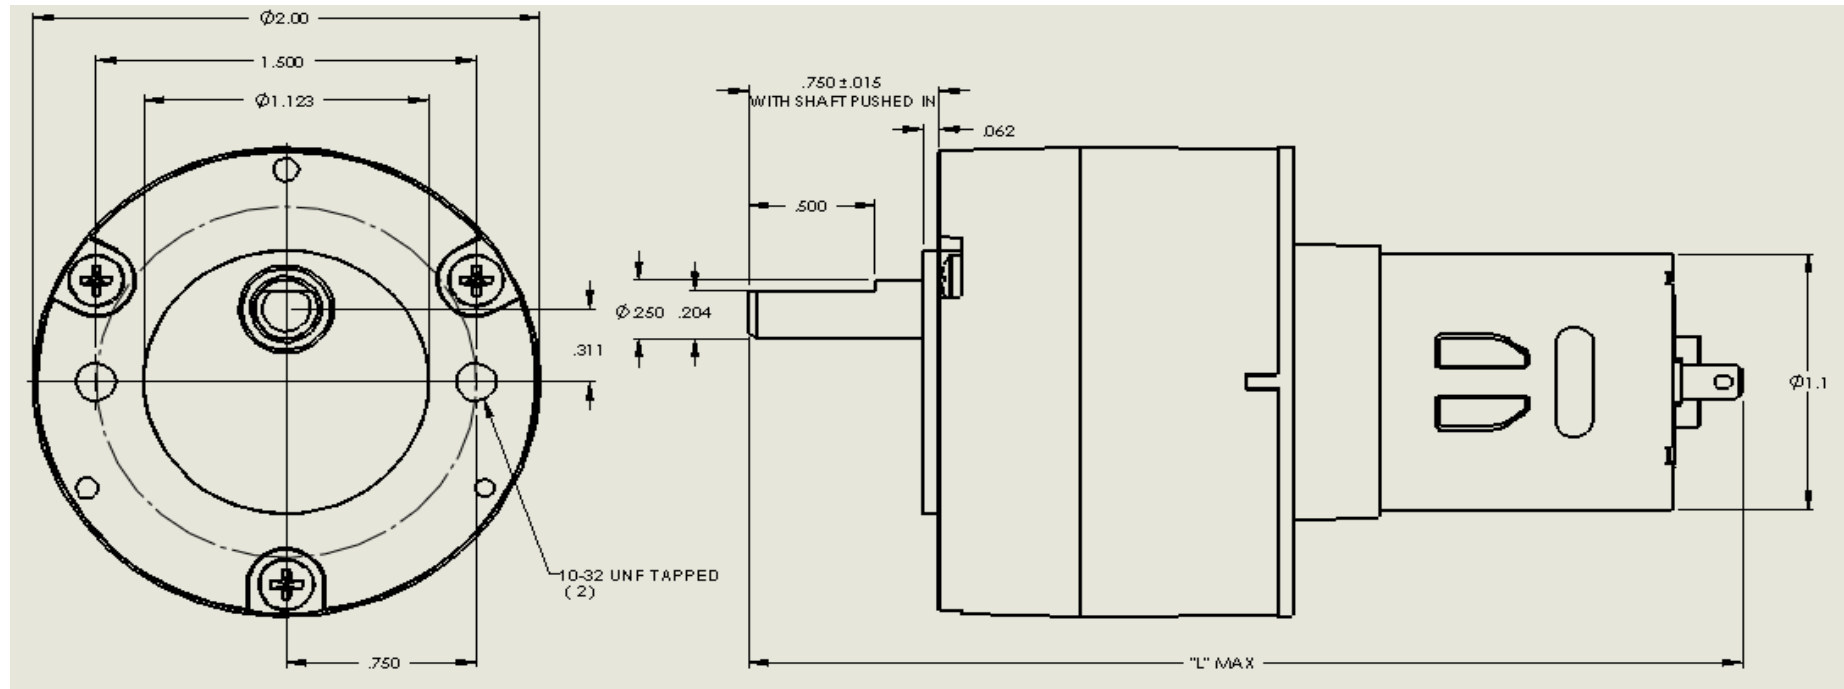 Ø2.00
1.500
Ø1.123
.750 ±.015
WITH SHAFT PUSHED IN
.062
.500
Ø.250 .204
.311
Ø1.1
10-32 UNF TAPPED
(2)
.750
"L" MAX